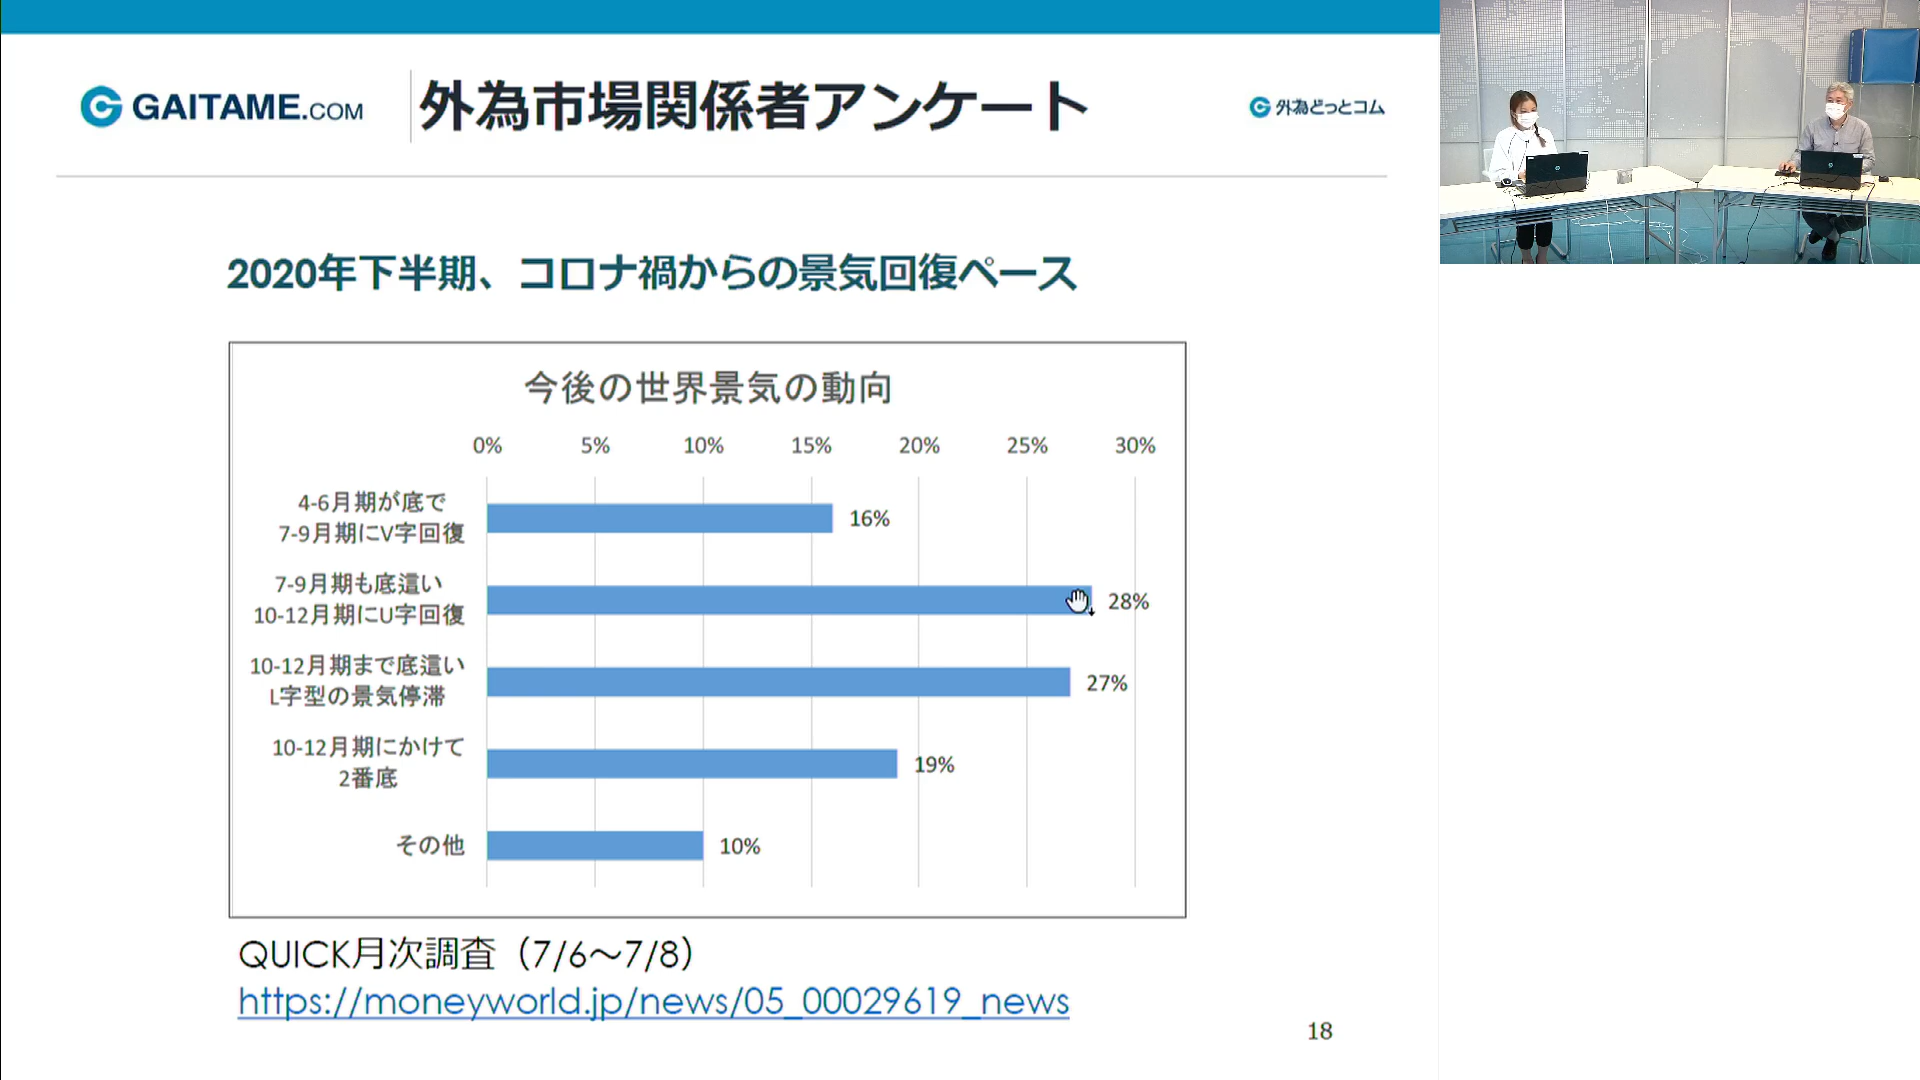 GAITAME.COM
外為市場関係者アンケート
外為どっとコム
2020年下半期、コロナ禍からの景気回復ペース
今後の世界景気の動向
0% 5% 10% 15% 20% 25% 30%
4-6月期が底で
7-9月期にV字回復
16%
7-9月期も底這い
10-12月期にU字回復
28%
10-12月期まで底這い
L字型の景気停滞
27%
10-12月期にかけて
2番底
19%
その他
10%
QUICK月次調査（7/6～7/8）
https://moneyworld.jp/news/05_00029619_news
18